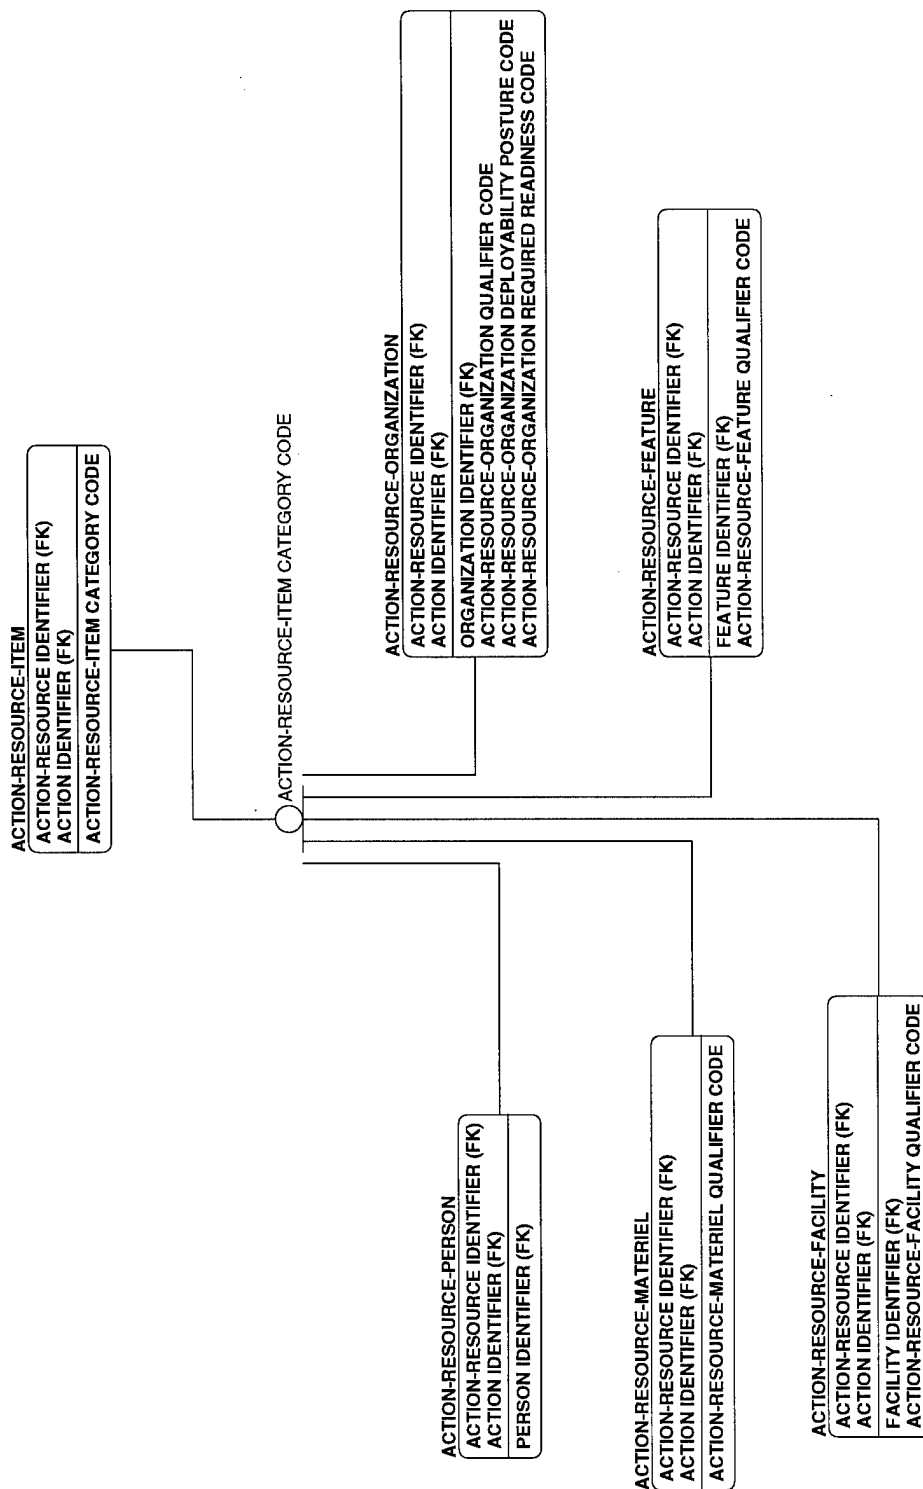 ACTION-RESOURCE-ITEM
ACTION-RESOURCE IDENTIFIER (FK)
ACTION IDENTIFIER (FK)
ACTION-RESOURCE-ITEM CATEGORY CODE
ACTION-RESOURCE-ITEM CATEGORY CODE
ACTION-RESOURCE-PERSON
ACTION-RESOURCE IDENTIFIER (FK)
ACTION IDENTIFIER (FK)
PERSON IDENTIFIER (FK)
ACTION-RESOURCE-ORGANIZATION
ACTION-RESOURCE IDENTIFIER (FK)
ACTION IDENTIFIER (FK)
ORGANIZATION IDENTIFIER (FK)
ACTION-RESOURCE-ORGANIZATION QUALIFIER CODE
ACTION-RESOURCE-ORGANIZATION DEPLOYABILITY POSTURE CODE
ACTION-RESOURCE-ORGANIZATION REQUIRED READINESS CODE
ACTION-RESOURCE-MATERIEL
ACTION-RESOURCE IDENTIFIER (FK)
ACTION IDENTIFIER (FK)
ACTION-RESOURCE-MATERIEL QUALIFIER CODE
ACTION-RESOURCE-FEATURE
ACTION-RESOURCE IDENTIFIER (FK)
ACTION IDENTIFIER (FK)
FEATURE IDENTIFIER (FK)
ACTION-RESOURCE-FEATURE QUALIFIER CODE
ACTION-RESOURCE-FACILITY
ACTION-RESOURCE IDENTIFIER (FK)
ACTION IDENTIFIER (FK)
FACILITY IDENTIFIER (FK)
ACTION-RESOURCE-FACILITY QUALIFIER CODE